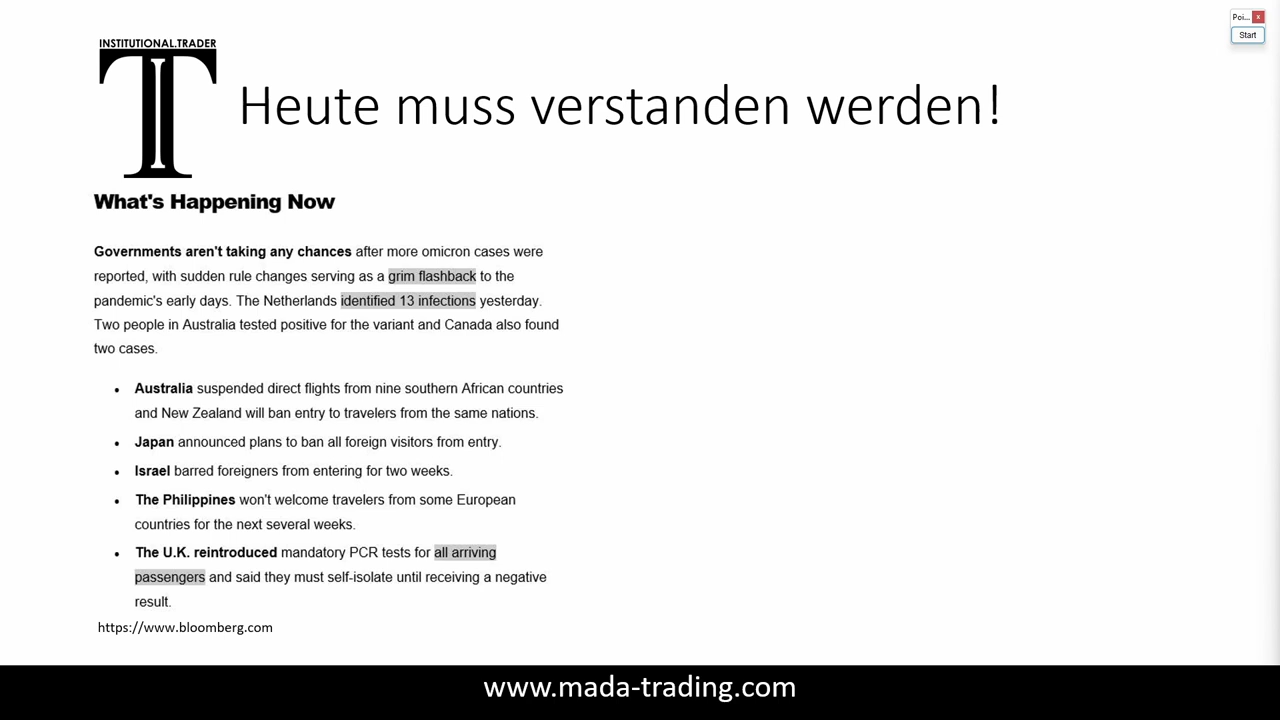 Poi... x
Start
INSTITUTIONAL.TRADER
Heute muss verstanden werden!
What's Happening Now
Governments aren't taking any chances after more omicron cases were
reported, with sudden rule changes serving as a grim flashback to the
pandemic's early days. The Netherlands identified 13 infections yesterday.
Two people in Australia tested positive for the variant and Canada also found
two cases.
• Australia suspended direct flights from nine southern African countries
and New Zealand will ban entry to travelers from the same nations.
• Japan announced plans to ban all foreign visitors from entry.
• Israel barred foreigners from entering for two weeks.
• The Philippines won't welcome travelers from some European
countries for the next several weeks.
• The U.K. reintroduced mandatory PCR tests for all arriving
passengers and said they must self-isolate until receiving a negative
result.
https://www.bloomberg.com
www.mada-trading.com